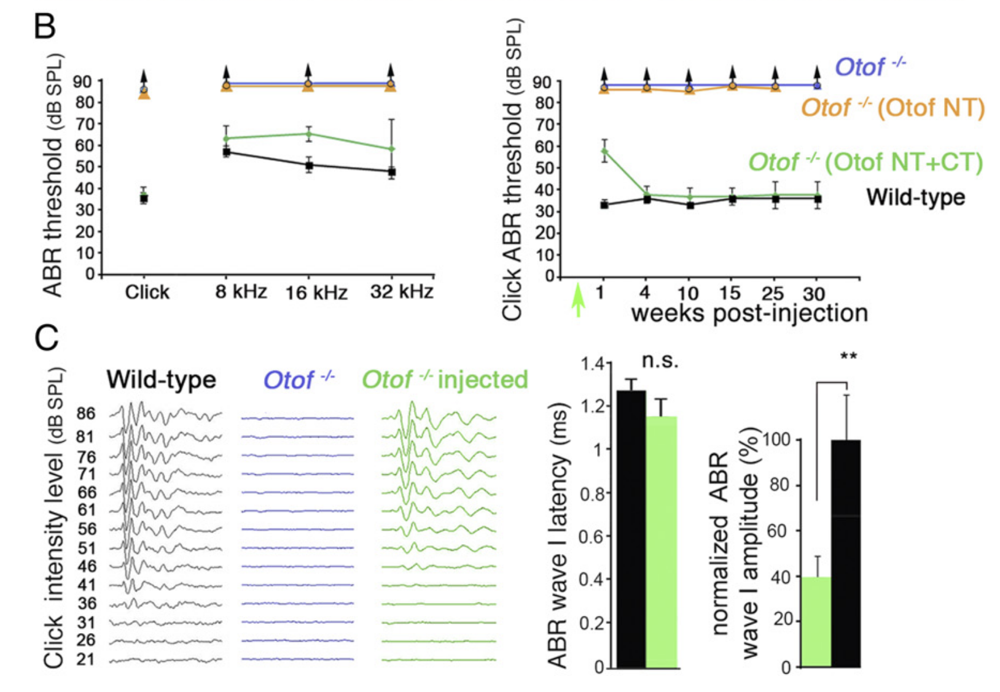 B
ABR threshold (dB SPL)
90
80
70
60
50
40
30
20
10
0
Click 8 kHz 16 kHz 32 kHz
Click ABR threshold (dB SPL)
90
80
70
60
50
40
30
20
10
0
1 4 10 15 25 30
weeks post-injection
Otof -/-
Otof -/- (Otof NT)
Otof -/- (Otof NT+CT)
Wild-type
C
Click intensity level (dB SPL)
Wild-type Otof -/- Otof -/- injected
86
81
76
71
66
61
56
51
46
41
36
31
26
21
ABR wave I latency (ms)
1.4
1.2
1
0.8
0.6
0.4
0.2
0
n.s.
normalized ABR
wave I amplitude (%)
100
80
60
40
20
0
**